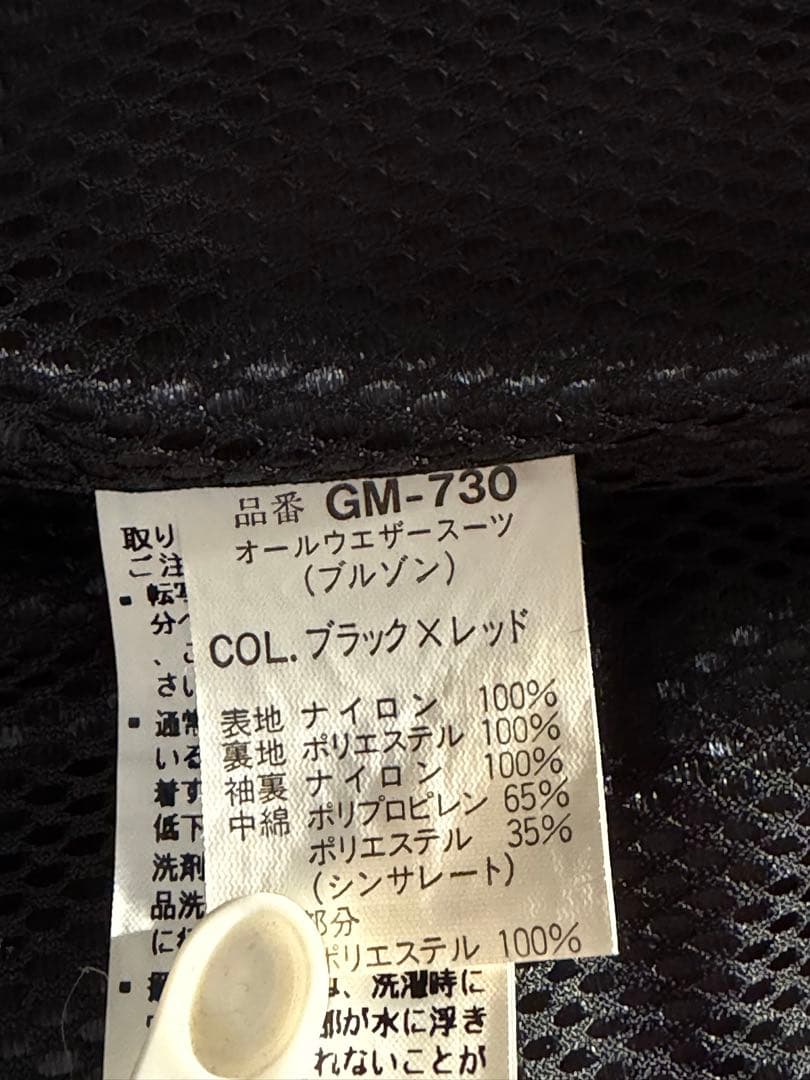 品番 GM-730
オールウエザースーツ
(ブルゾン)
COL.ブラック×レッド
表地 ナイロン 100%
裏地 ポリエステル 100%
袖裏 ナイロン 100%
中綿 ポリプロピレン 65%
ポリエステル 35%
(シンサレート)
部分
ポリエステル 100%
取り
ご注
・転写
分へ
、こ
さい
・通常
いる
着す
低下
洗剤
品洗
に
、洗濯時に
部が水に浮き
れないことが